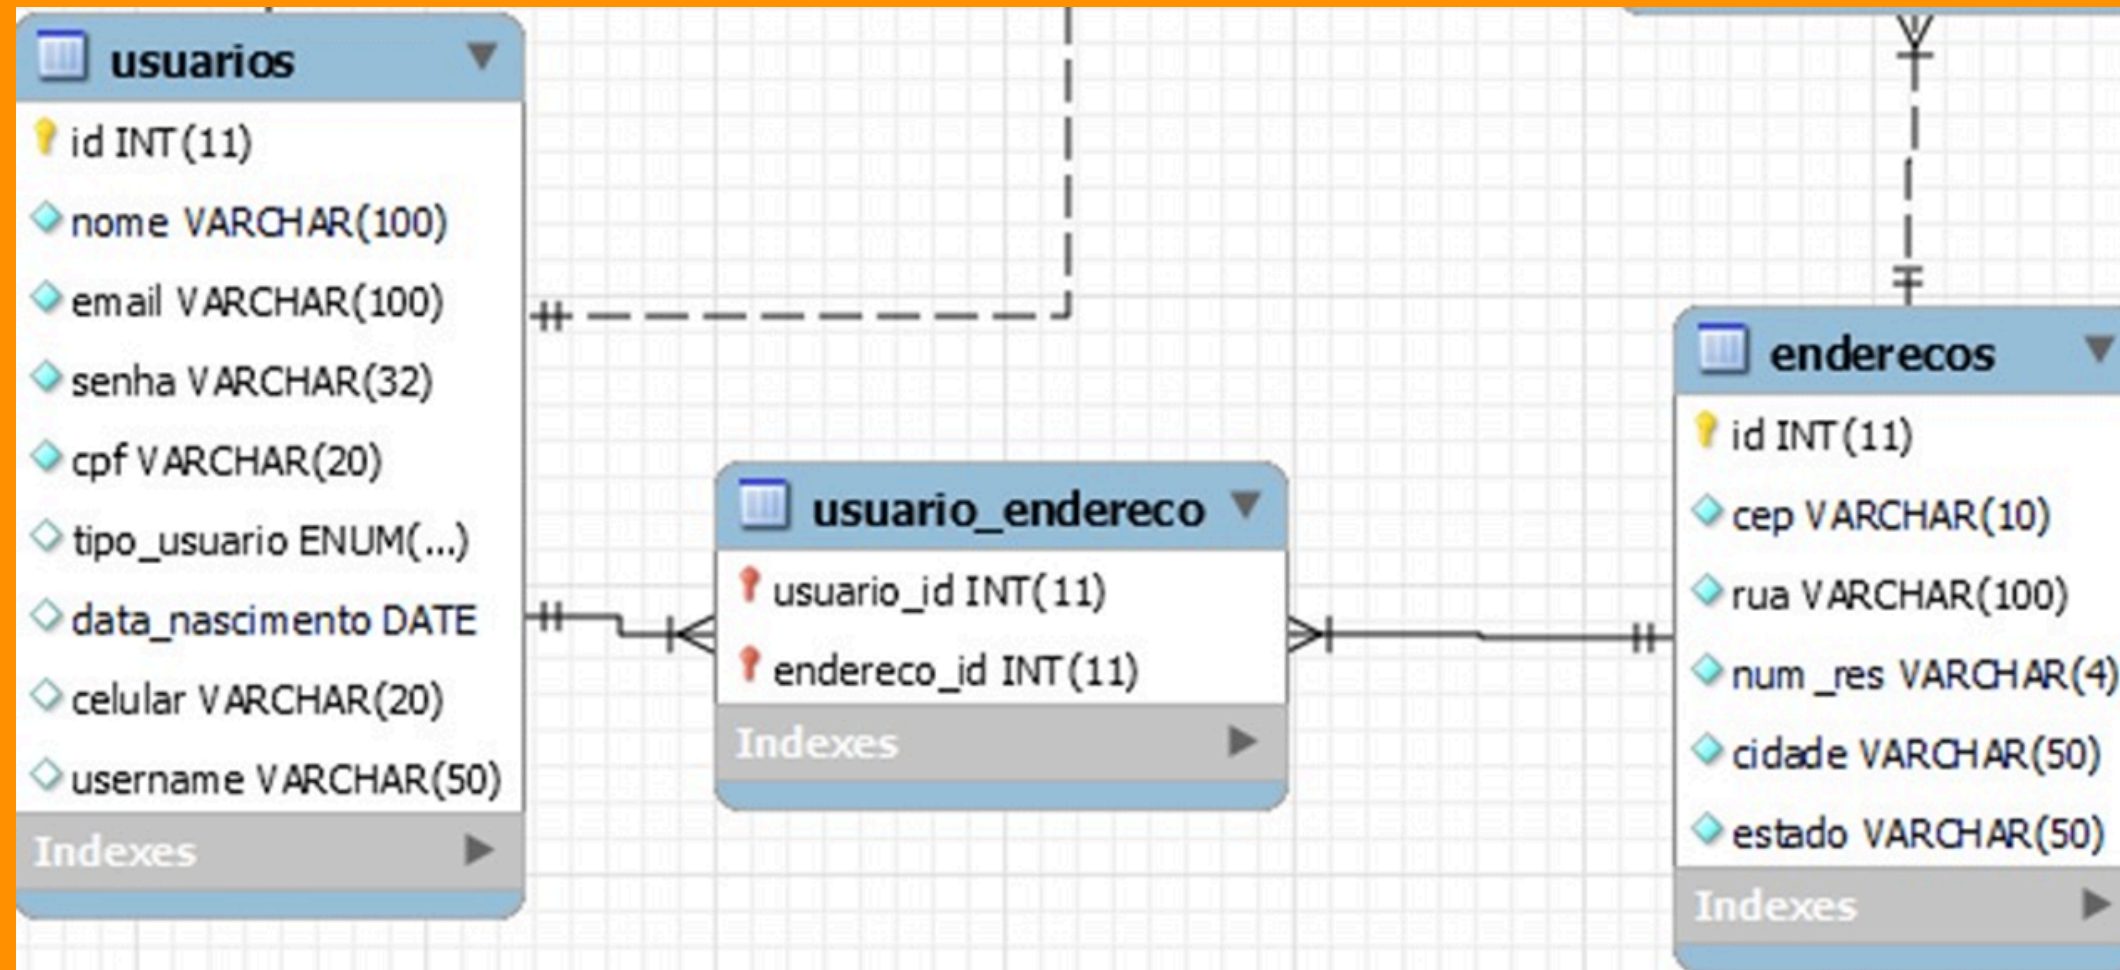 usuarios
id INT(11)
nome VARCHAR(100)
email VARCHAR(100)
senha VARCHAR(32)
cpf VARCHAR(20)
tipo_usuario ENUM(...)
data_nascimento DATE
celular VARCHAR(20)
username VARCHAR(50)
Indexes
usuario_endereco
usuario_id INT(11)
endereco_id INT(11)
Indexes
enderecos
id INT(11)
cep VARCHAR(10)
rua VARCHAR(100)
num_res VARCHAR(4)
cidade VARCHAR(50)
estado VARCHAR(50)
Indexes